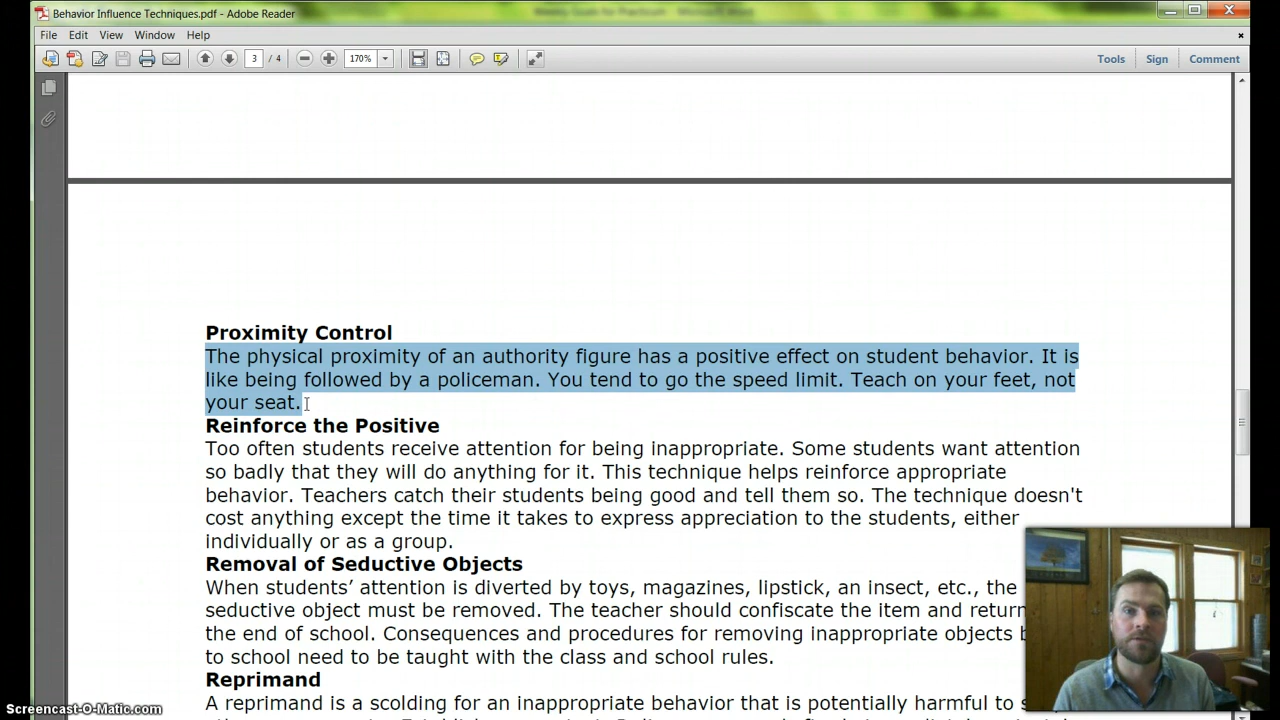 Behavior Influence Techniques.pdf - Adobe Reader
File Edit View Window Help
3 / 4 170% Tools Sign Comment
Proximity Control
The physical proximity of an authority figure has a positive effect on student behavior. It is
like being followed by a policeman. You tend to go the speed limit. Teach on your feet, not
your seat.
Reinforce the Positive
Too often students receive attention for being inappropriate. Some students want attention
so badly that they will do anything for it. This technique helps reinforce appropriate
behavior. Teachers catch their students being good and tell them so. The technique doesn't
cost anything except the time it takes to express appreciation to the students, either
individually or as a group.
Removal of Seductive Objects
When students’ attention is diverted by toys, magazines, lipstick, an insect, etc., the
seductive object must be removed. The teacher should confiscate the item and return
the end of school. Consequences and procedures for removing inappropriate objects
to school need to be taught with the class and school rules.
Reprimand
A reprimand is a scolding for an inappropriate behavior that is potentially harmful to
Screencast-O-Matic.com